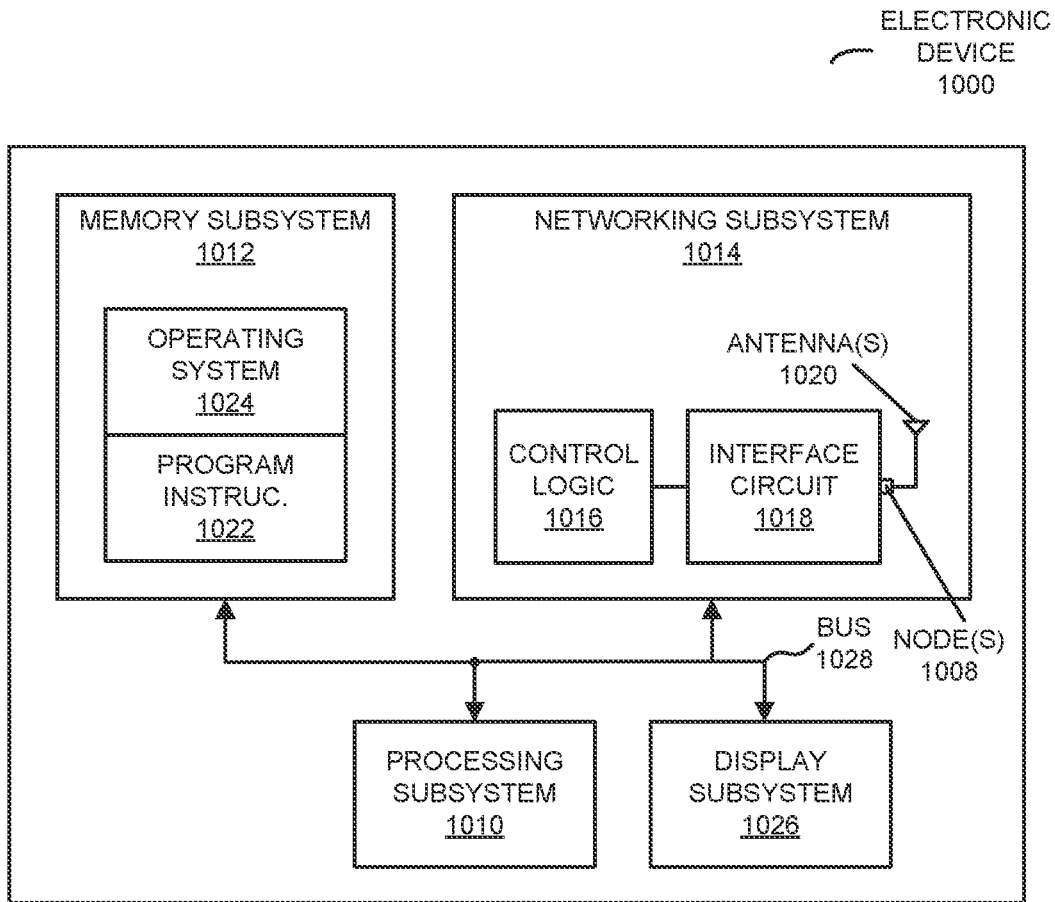 ELECTRONIC
DEVICE
1000
MEMORY SUBSYSTEM
1012
OPERATING
SYSTEM
1024
PROGRAM
INSTRUC.
1022
NETWORKING SUBSYSTEM
1014
ANTENNA(S)
1020
CONTROL
LOGIC
1016
INTERFACE
CIRCUIT
1018
BUS
1028
NODE(S)
1008
PROCESSING
SUBSYSTEM
1010
DISPLAY
SUBSYSTEM
1026